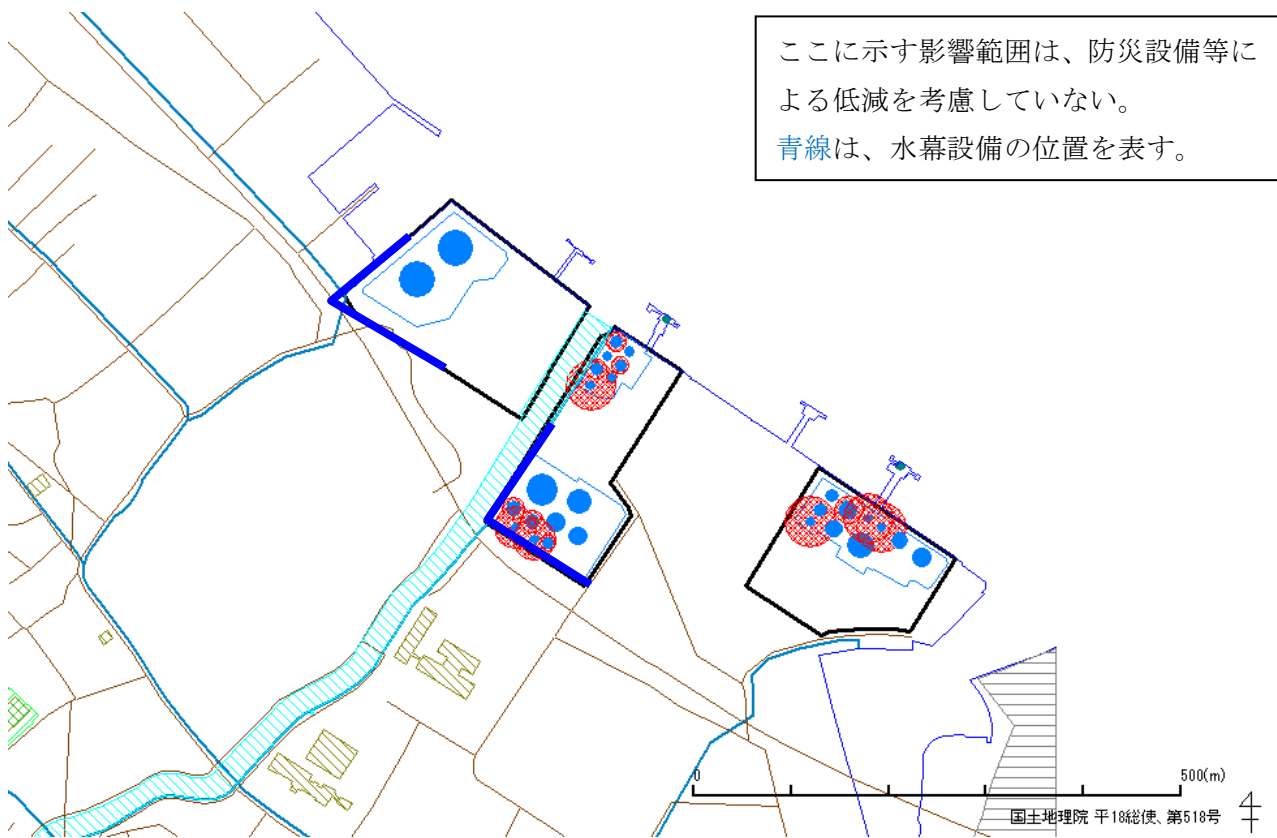 ここに示す影響範囲は、防災設備等に
よる低減を考慮していない。
青線は、水幕設備の位置を表す。
0 500(m)
国土地理院 平18総使、第518号